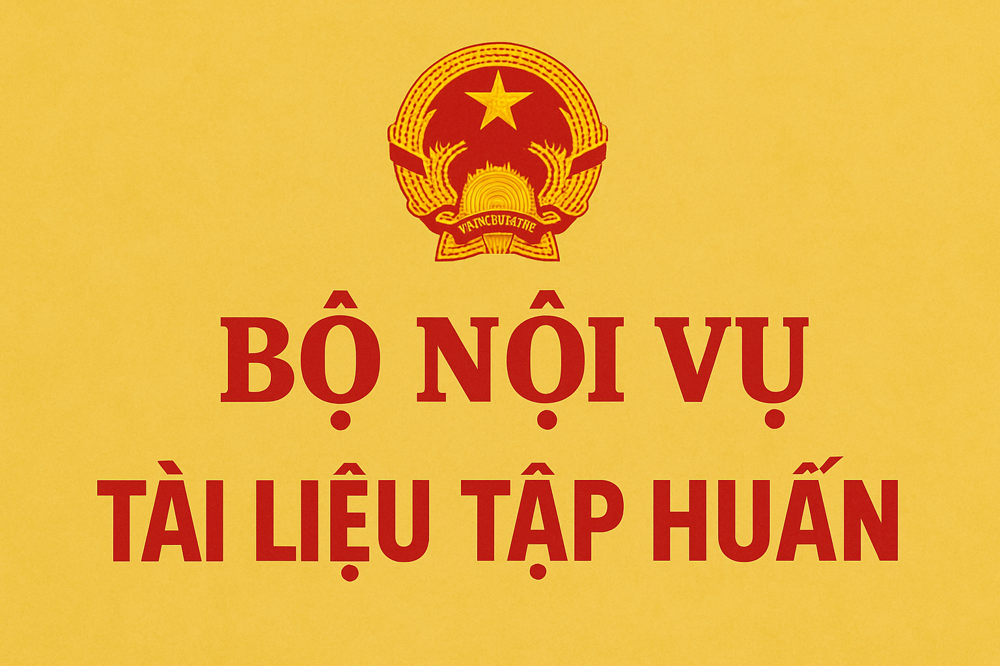 BỘ NỘI VỤ
TÀI LIỆU TẬP HUẤN